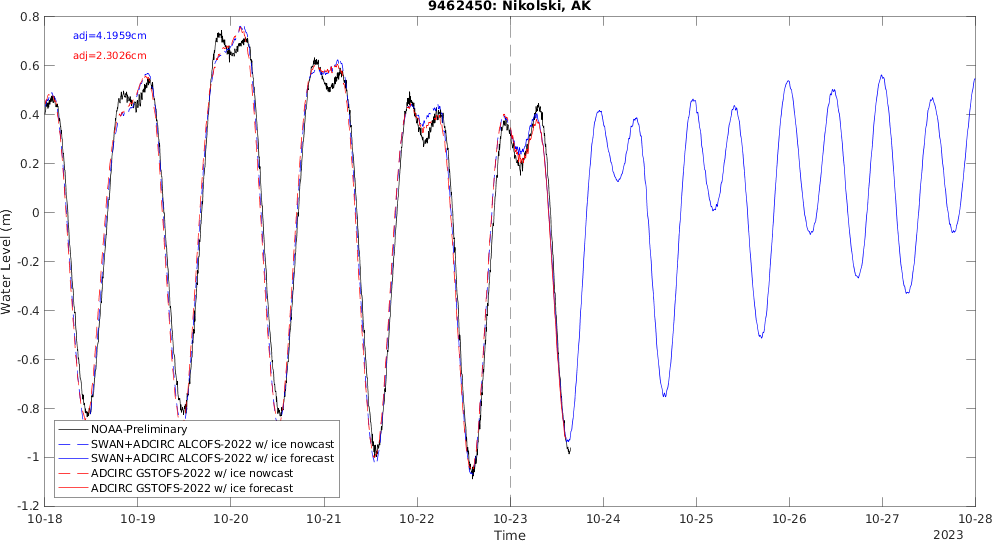 9462450: Nikolski, AK
adj=4.1959cm
adj=2.3026cm
Water Level (m)
0.8
0.6
0.4
0.2
0
-0.2
-0.4
-0.6
-0.8
-1
-1.2
NOAA-Preliminary
SWAN+ADCIRC ALCOFS-2022 w/ ice nowcast
SWAN+ADCIRC ALCOFS-2022 w/ ice forecast
ADCIRC GSTOFS-2022 w/ ice nowcast
ADCIRC GSTOFS-2022 w/ ice forecast
10-18 10-19 10-20 10-21 10-22 10-23 10-24 10-25 10-26 10-27 10-28
Time
2023